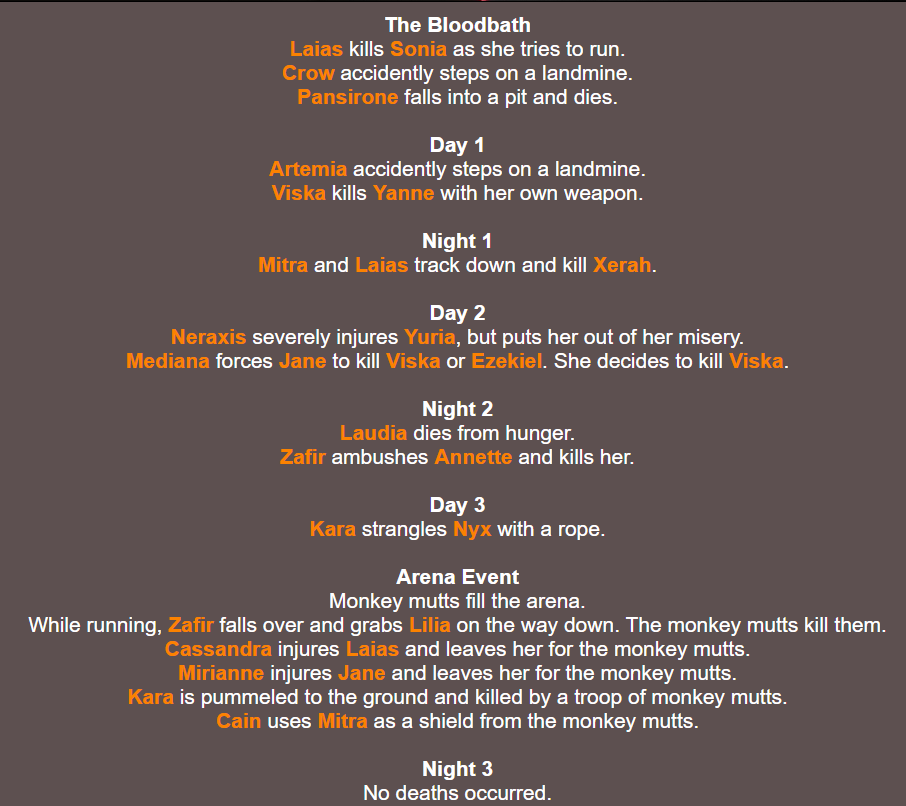 The Bloodbath
Laias kills Sonia as she tries to run.
Crow accidently steps on a landmine.
Pansirone falls into a pit and dies.
Day 1
Artemia accidently steps on a landmine.
Viska kills Yanne with her own weapon.
Night 1
Mitra and Laias track down and kill Xerah.
Day 2
Neraxis severely injures Yuria, but puts her out of her misery.
Mediana forces Jane to kill Viska or Ezekiel. She decides to kill Viska.
Night 2
Laudia dies from hunger.
Zafir ambushes Annette and kills her.
Day 3
Kara strangles Nyx with a rope.
Arena Event
Monkey mutts fill the arena.
While running, Zafir falls over and grabs Lilia on the way down. The monkey mutts kill them.
Cassandra injures Laias and leaves her for the monkey mutts.
Mirianne injures Jane and leaves her for the monkey mutts.
Kara is pummeled to the ground and killed by a troop of monkey mutts.
Cain uses Mitra as a shield from the monkey mutts.
Night 3
No deaths occurred.